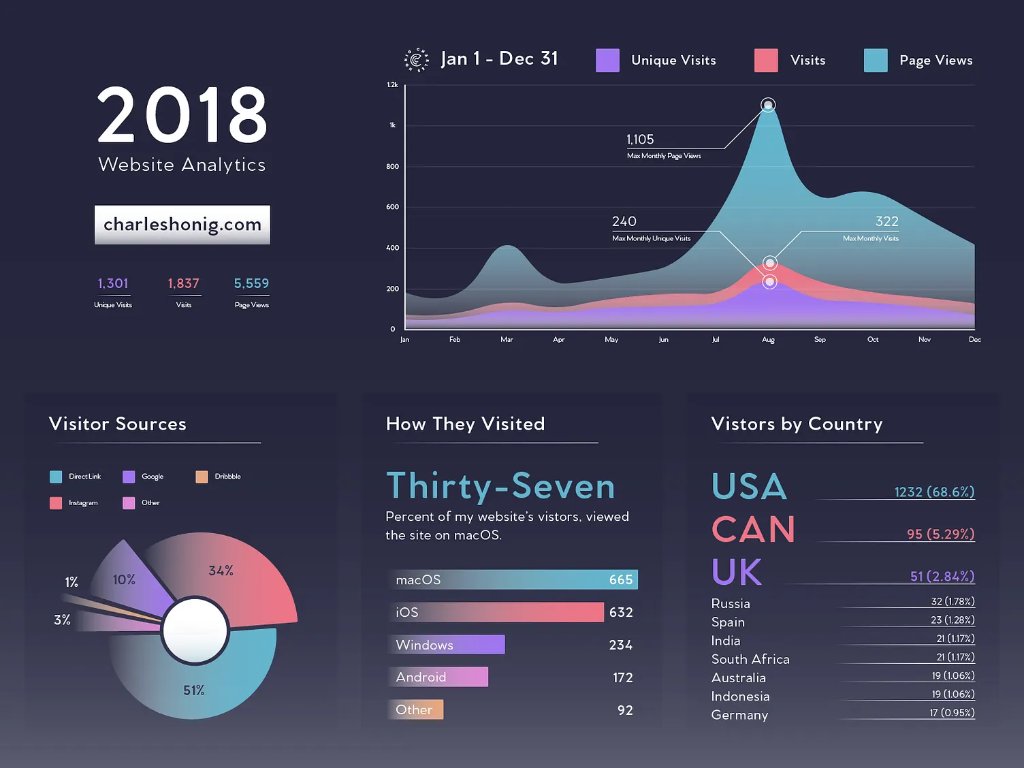 2018
Website Analytics
charleshonig.com
1,301
Unique Visits
1,837
Visits
5,559
Page Views
Jan 1 - Dec 31
Unique Visits
Visits
Page Views
12k
1k
800
600
400
200
0
1,105
Max Monthly Page Views
240
Max Monthly Unique Visits
322
Max Monthly Visits
Jan Feb Mar Apr May Jun Jul Aug Sep Oct Nov Dec
Visitor Sources
Direct Link
Google
Dribbble
Instagram
Other
34%
10%
1%
3%
51%
How They Visited
Thirty-Seven
Percent of my website's vistors, viewed
the site on macOS.
macOS 665
iOS 632
Windows 234
Android 172
Other 92
Vistors by Country
USA 1232 (68.6%)
CAN 95 (5.29%)
UK 51 (2.84%)
Russia 32 (1.78%)
Spain 23 (1.28%)
India 21 (1.17%)
South Africa 21 (1.17%)
Australia 19 (1.06%)
Indonesia 19 (1.06%)
Germany 17 (0.95%)